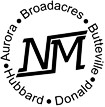 Aurora • Broadacres • Butteville • Donald • Hubbard •
NM